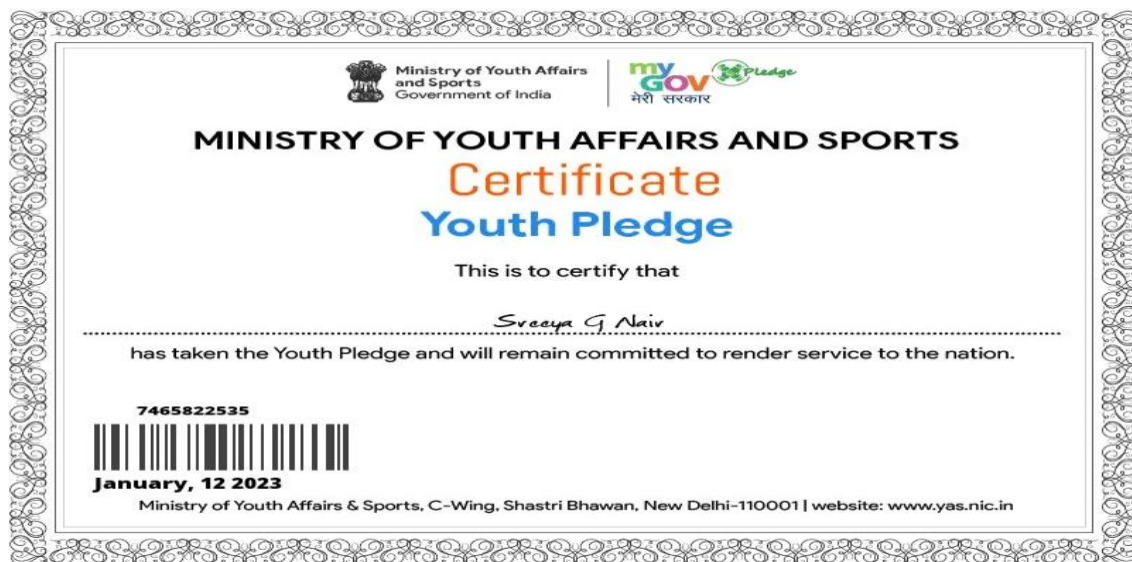 Ministry of Youth Affairs
and Sports
Government of India
my
GOV
मेरी सरकार
Pledge
MINISTRY OF YOUTH AFFAIRS AND SPORTS
Certificate
Youth Pledge
This is to certify that
Sreeya G Nair
has taken the Youth Pledge and will remain committed to render service to the nation.
7465822535
January, 12 2023
Ministry of Youth Affairs & Sports, C-Wing, Shastri Bhawan, New Delhi-110001 | website: www.yas.nic.in